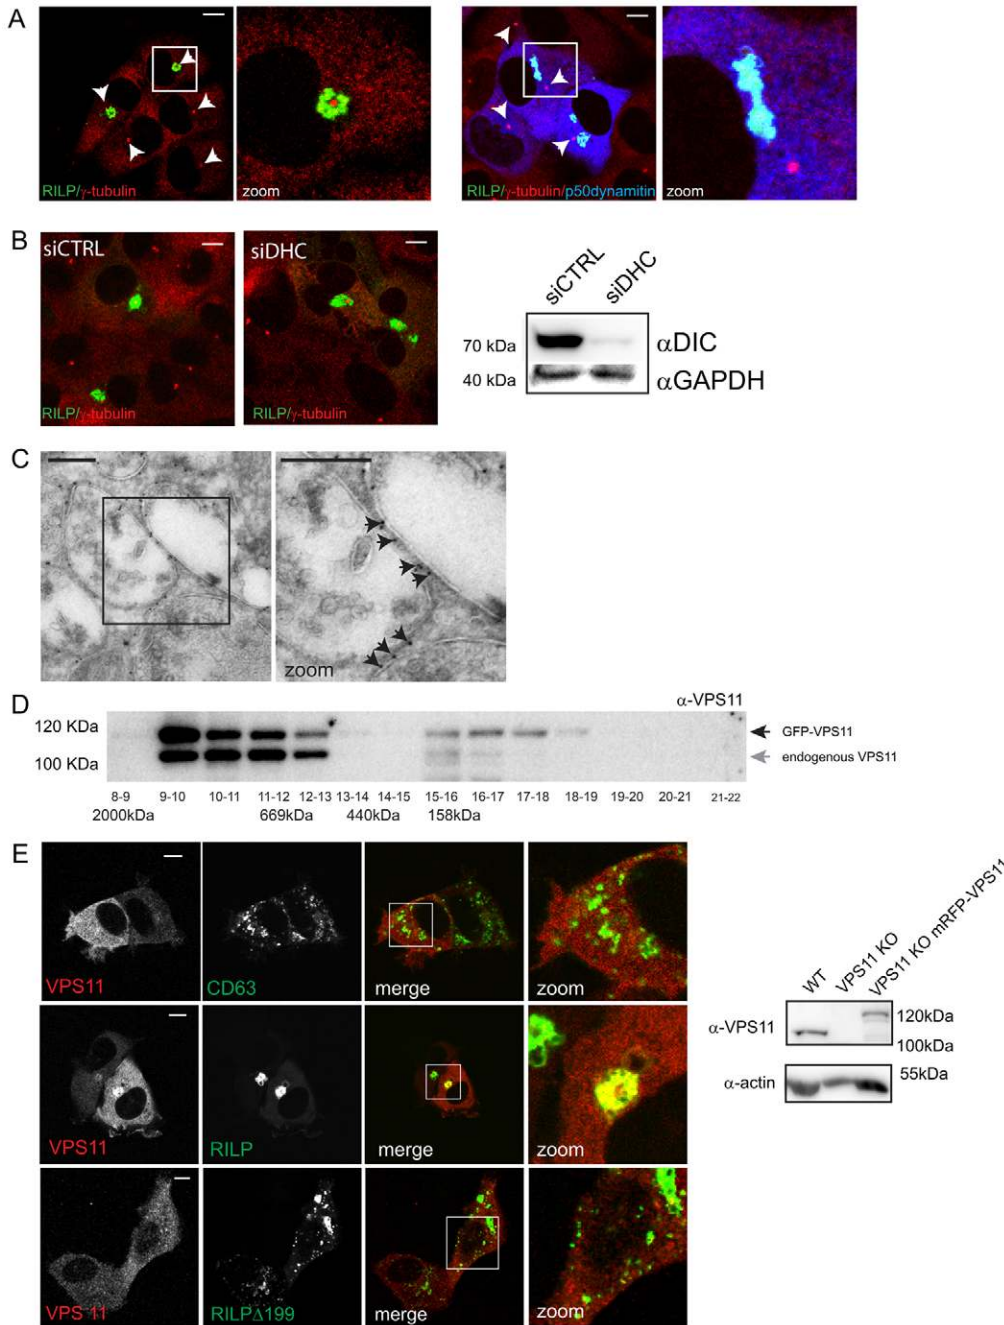 A
RILP/γ-tubulin
zoom
RILP/γ-tubulin/p50dynamitin
zoom
B
siCTRL
RILP/γ-tubulin
siDHC
RILP/γ-tubulin
siCTRL
siDHC
70 kDa
αDIC
40 kDa
αGAPDH
C
zoom
D
α-VPS11
120 KDa
GFP-VPS11
100 KDa
endogenous VPS11
8-9 9-10 10-11 11-12 12-13 13-14 14-15 15-16 16-17 17-18 18-19 19-20 20-21 21-22
2000kDa 669kDa 440kDa 158kDa
E
VPS11
CD63
merge
zoom
VPS11
RILP
merge
zoom
VPS 11
RILPΔ199
merge
zoom
WT
VPS11 KO
VPS11 KO mRFP-VPS11
α-VPS11
120kDa
100kDa
α-actin
55kDa